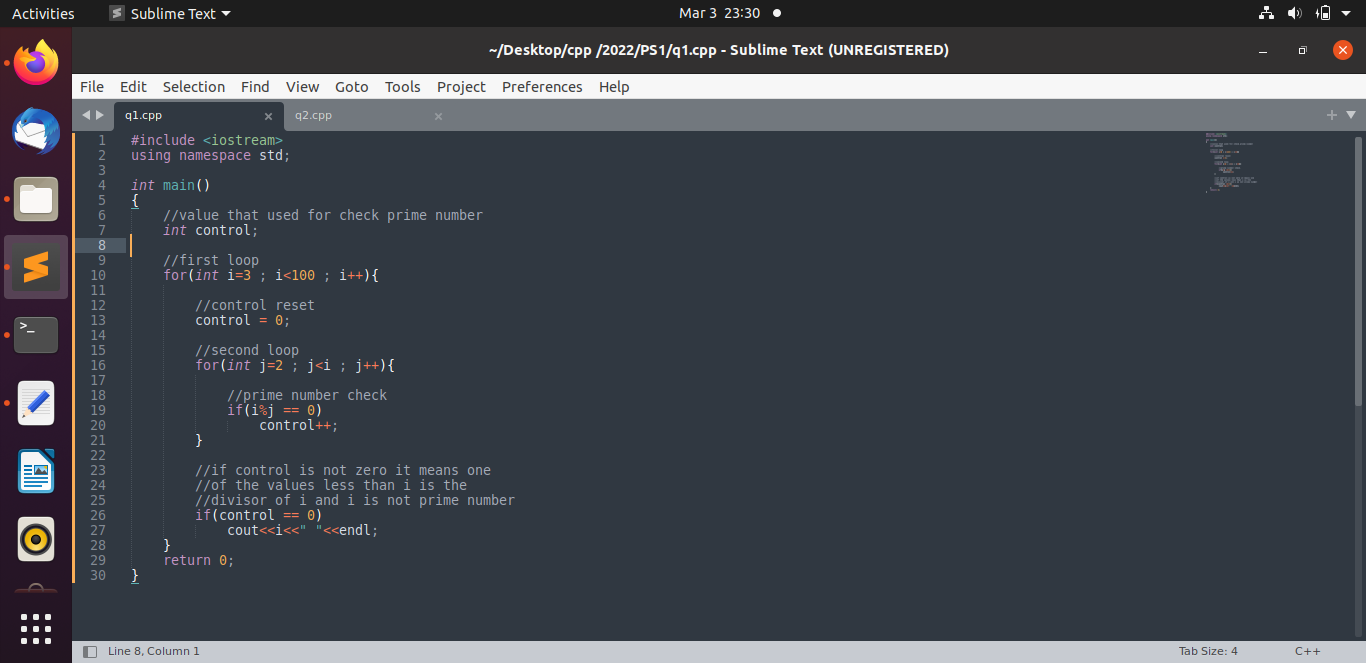 Activities Sublime Text Mar 3 23:30
~/Desktop/cpp /2022/PS1/q1.cpp - Sublime Text (UNREGISTERED)
File Edit Selection Find View Goto Tools Project Preferences Help
q1.cpp × q2.cpp ×
1 #include <iostream>
2 using namespace std;
3
4 int main()
5 {
6     //value that used for check prime number
7     int control;
8
9     //first loop
10     for(int i=3 ; i<100 ; i++){
11
12         //control reset
13         control = 0;
14
15         //second loop
16         for(int j=2 ; j<i ; j++){
17
18             //prime number check
19             if(i%j == 0)
20                 control++;
21         }
22
23         //if control is not zero it means one
24         //of the values less than i is the
25         //divisor of i and i is not prime number
26         if(control == 0)
27             cout<<i<<" "<<endl;
28     }
29     return 0;
30 }
Line 8, Column 1 Tab Size: 4 C++